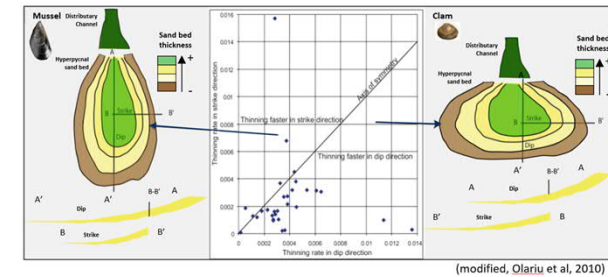 Mussel
Distributary
Channel
Sand bed
thickness
+
-
Hyperpycnal
sand bed
A
Strike
B
B'
Dip
A'
B-B'
A
A'
Dip
B
Strike
B'
0.016
0.014
0.012
0.01
0.008
0.006
0.004
0.002
0
Thinning rate in strike direction
Axis of symmetry
Thinning faster in strike direction
Thinning faster in dip direction
0 0.002 0.004 0.006 0.008 0.01 0.012 0.014
Thinning rate in dip direction
Clam
Distributary
Channel
Sand bed
thickness
+
-
Hyperpycnal
sand bed
A
B
Strike
B'
Dip
A'
B-B'
A
A'
Dip
B'
Strike
B
(modified, Olariu et al, 2010)